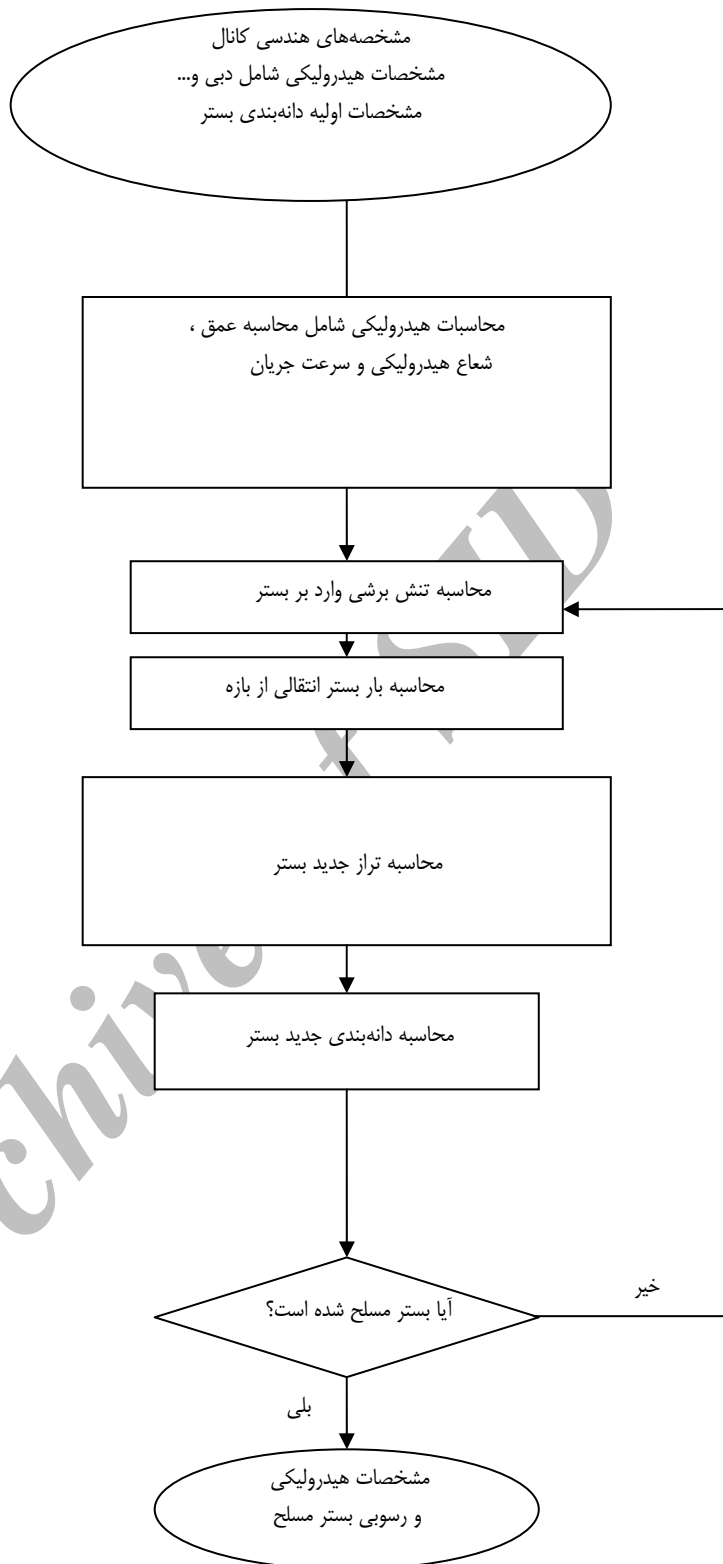 مشخصه‌های هندسی کانال
مشخصات هیدرولیکی شامل دبی و...
مشخصات اولیه دانه‌بندی بستر
محاسبات هیدرولیکی شامل محاسبه عمق ،
شعاع هیدرولیکی و سرعت جریان
محاسبه تنش برشی وارد بر بستر
محاسبه بار بستر انتقالی از بازه
محاسبه تراز جدید بستر
محاسبه دانه‌بندی جدید بستر
آیا بستر مسلح شده است؟
خیر
بلی
مشخصات هیدرولیکی
و رسوبی بستر مسلح